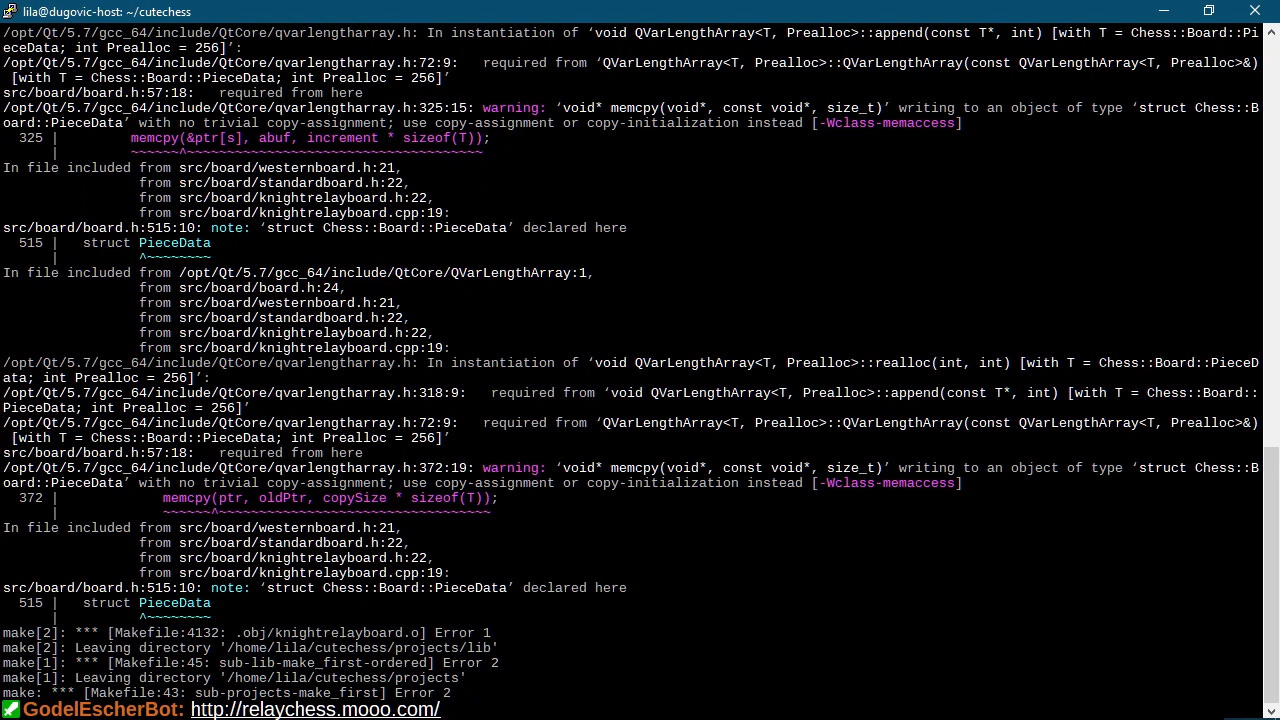 lila@dugovic-host: ~/cutechess
/opt/Qt/5.7/gcc_64/include/QtCore/qvarlengtharray.h: In instantiation of ‘void QVarLengthArray<T, Prealloc>::append(const T*, int) [with T = Chess::Board::Pi
eceData; int Prealloc = 256]’:
/opt/Qt/5.7/gcc_64/include/QtCore/qvarlengtharray.h:72:9:   required from ‘QVarLengthArray<T, Prealloc>::QVarLengthArray(const QVarLengthArray<T, Prealloc>&)
 [with T = Chess::Board::PieceData; int Prealloc = 256]’
src/board/board.h:57:18:   required from here
/opt/Qt/5.7/gcc_64/include/QtCore/qvarlengtharray.h:325:15: warning: ‘void* memcpy(void*, const void*, size_t)’ writing to an object of type ‘struct Chess::B
oard::PieceData’ with no trivial copy-assignment; use copy-assignment or copy-initialization instead [-Wclass-memaccess]
  325 |         memcpy(&ptr[s], abuf, increment * sizeof(T));
      |         ~~~~~~^~~~~~~~~~~~~~~~~~~~~~~~~~~~~~~~~~~~~~
In file included from src/board/westernboard.h:21,
                 from src/board/standardboard.h:22,
                 from src/board/knightrelayboard.h:22,
                 from src/board/knightrelayboard.cpp:19:
src/board/board.h:515:10: note: ‘struct Chess::Board::PieceData’ declared here
  515 |   struct PieceData
      |          ^~~~~~~~~
In file included from /opt/Qt/5.7/gcc_64/include/QtCore/QVarLengthArray:1,
                 from src/board/board.h:24,
                 from src/board/westernboard.h:21,
                 from src/board/standardboard.h:22,
                 from src/board/knightrelayboard.h:22,
                 from src/board/knightrelayboard.cpp:19:
/opt/Qt/5.7/gcc_64/include/QtCore/qvarlengtharray.h: In instantiation of ‘void QVarLengthArray<T, Prealloc>::realloc(int, int) [with T = Chess::Board::PieceD
ata; int Prealloc = 256]’:
/opt/Qt/5.7/gcc_64/include/QtCore/qvarlengtharray.h:318:9:   required from ‘void QVarLengthArray<T, Prealloc>::append(const T*, int) [with T = Chess::Board::
PieceData; int Prealloc = 256]’
/opt/Qt/5.7/gcc_64/include/QtCore/qvarlengtharray.h:72:9:   required from ‘QVarLengthArray<T, Prealloc>::QVarLengthArray(const QVarLengthArray<T, Prealloc>&)
 [with T = Chess::Board::PieceData; int Prealloc = 256]’
src/board/board.h:57:18:   required from here
/opt/Qt/5.7/gcc_64/include/QtCore/qvarlengtharray.h:372:19: warning: ‘void* memcpy(void*, const void*, size_t)’ writing to an object of type ‘struct Chess::B
oard::PieceData’ with no trivial copy-assignment; use copy-assignment or copy-initialization instead [-Wclass-memaccess]
  372 |             memcpy(ptr, oldPtr, copySize * sizeof(T));
      |             ~~~~~~^~~~~~~~~~~~~~~~~~~~~~~~~~~~~~~~~~~
In file included from src/board/westernboard.h:21,
                 from src/board/standardboard.h:22,
                 from src/board/knightrelayboard.h:22,
                 from src/board/knightrelayboard.cpp:19:
src/board/board.h:515:10: note: ‘struct Chess::Board::PieceData’ declared here
  515 |   struct PieceData
      |          ^~~~~~~~~
make[2]: *** [Makefile:4132: .obj/knightrelayboard.o] Error 1
make[2]: Leaving directory '/home/lila/cutechess/projects/lib'
make[1]: *** [Makefile:45: sub-lib-make_first-ordered] Error 2
make[1]: Leaving directory '/home/lila/cutechess/projects'
make: *** [Makefile:43: sub-projects-make_first] Error 2
GodelEscherBot: http://relaychess.mooo.com/